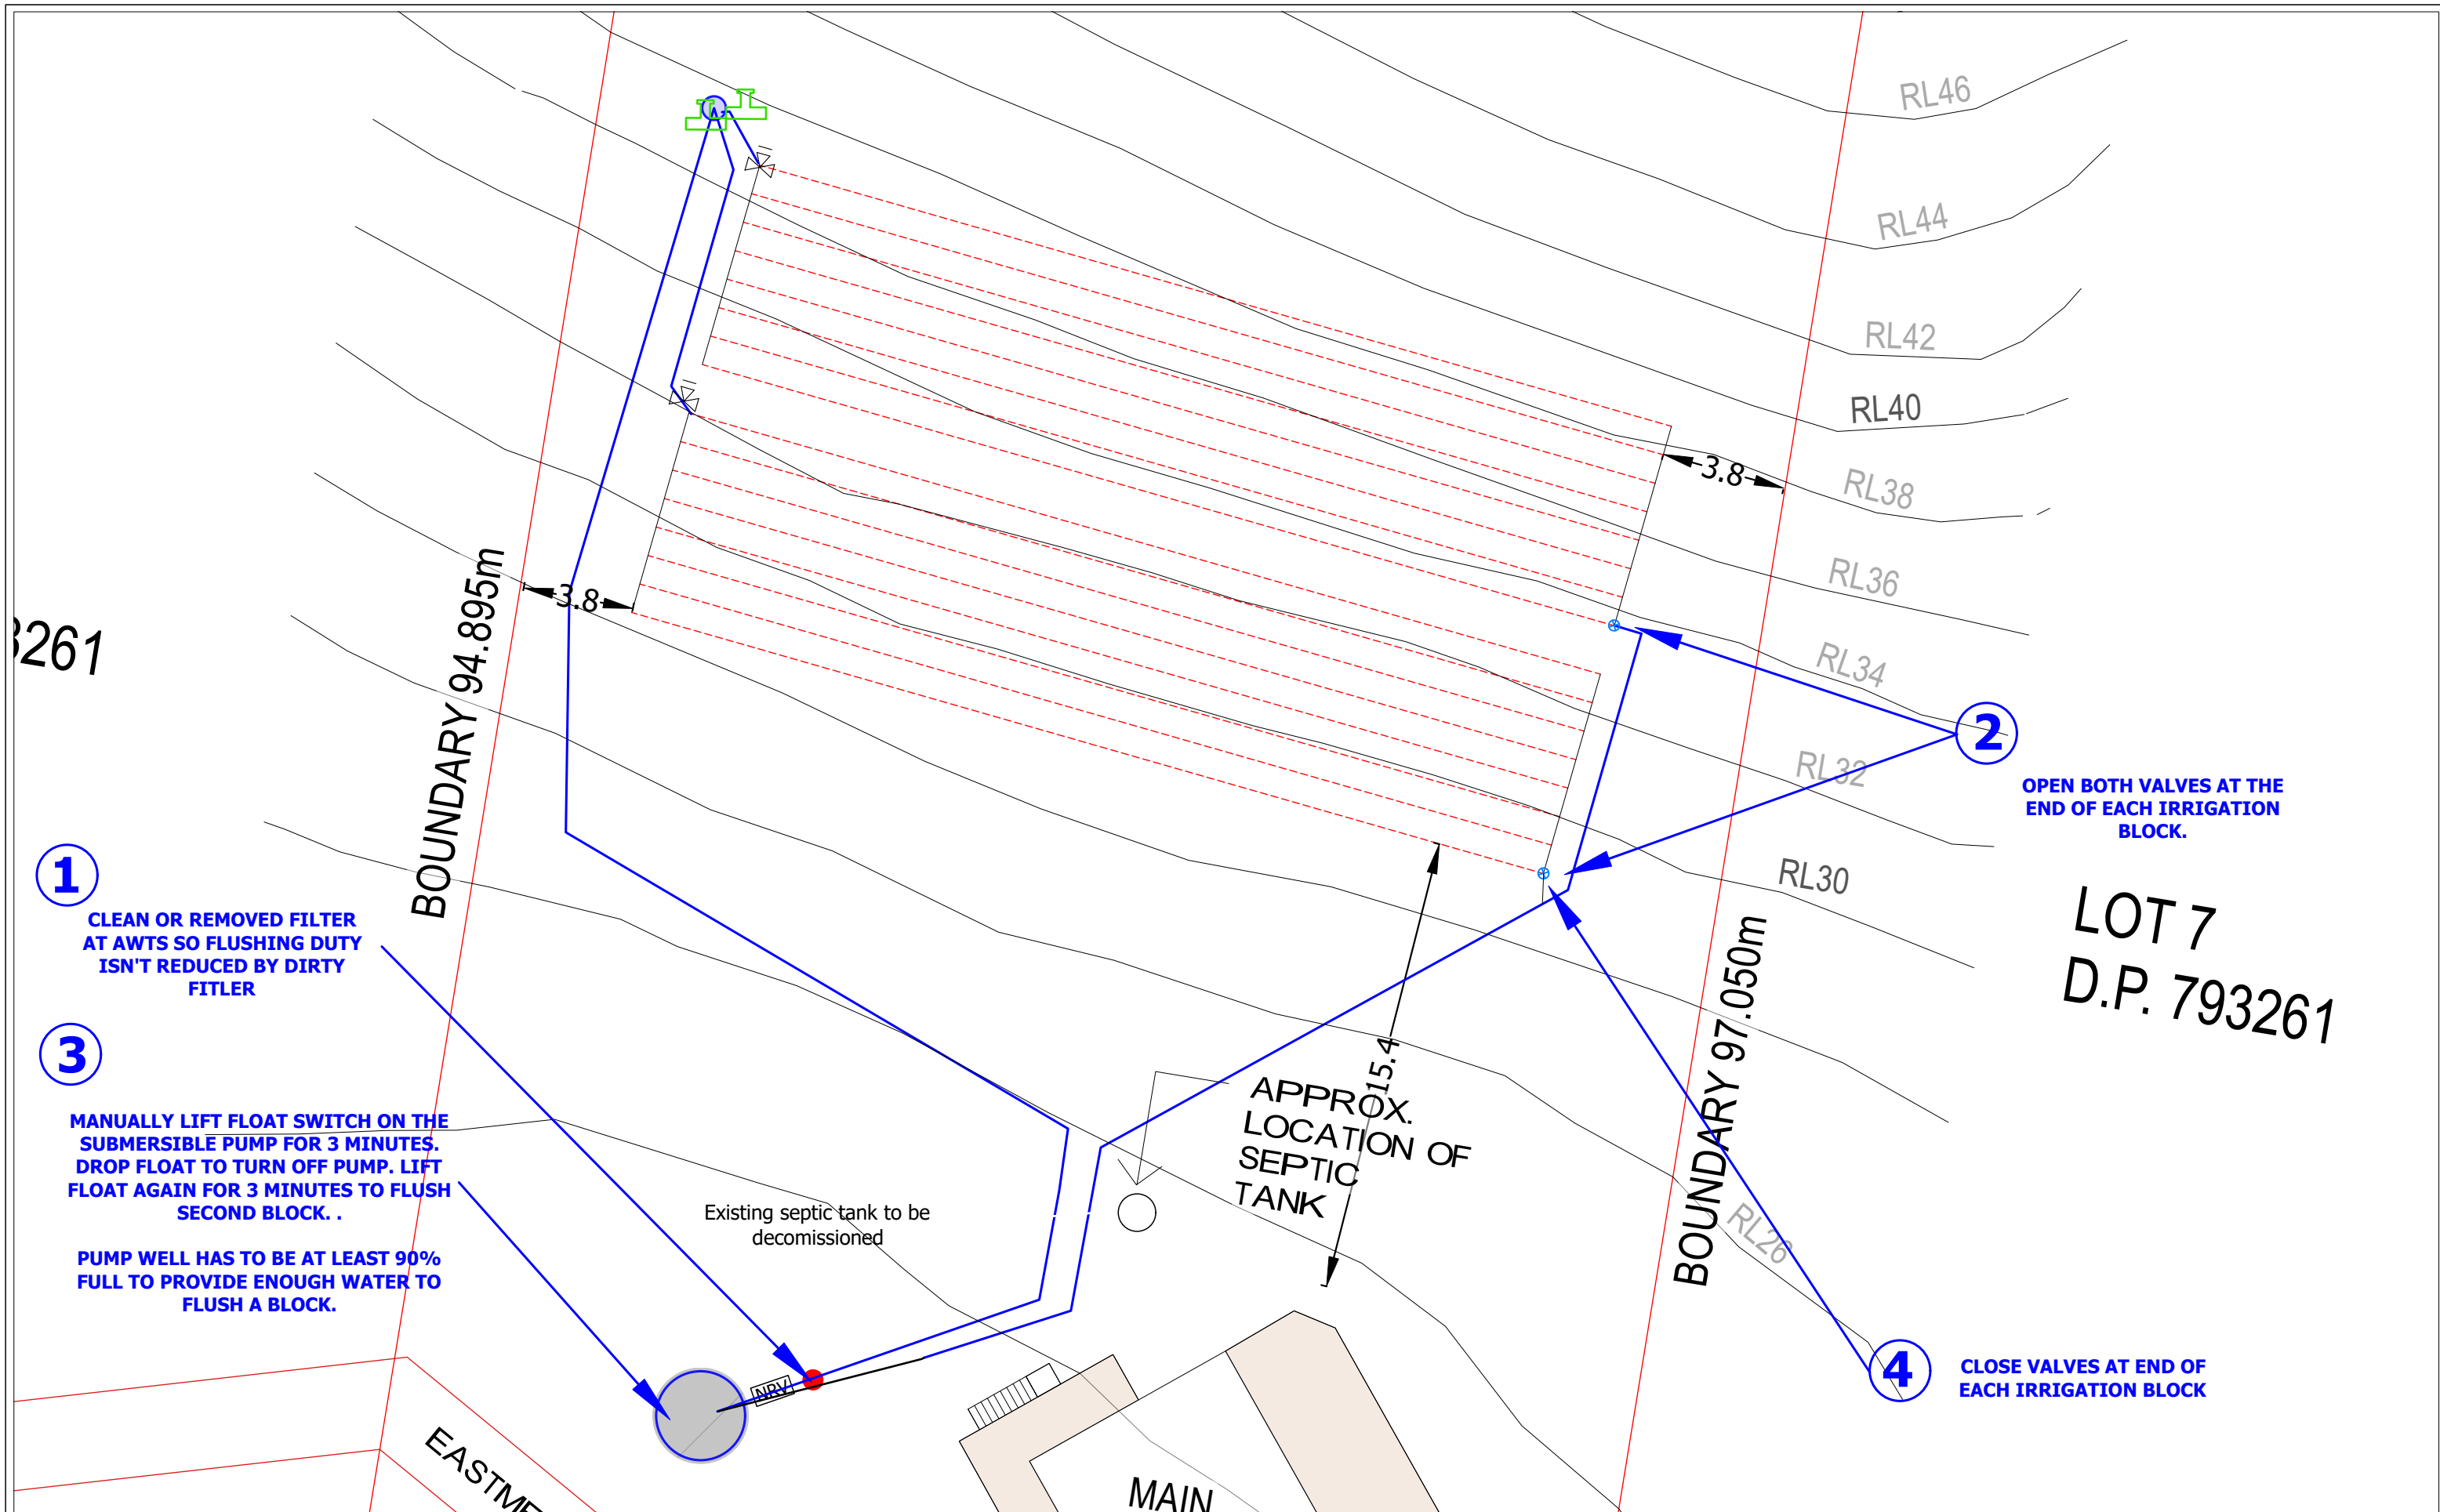 RL46
RL44
RL42
RL40
RL38
RL36
RL34
RL32
RL30
RL26
3.8
3.8
15.4
3261
BOUNDARY 94.895m
BOUNDARY 97.050m
LOT 7
D.P. 793261
1
CLEAN OR REMOVED FILTER
AT AWTS SO FLUSHING DUTY
ISN'T REDUCED BY DIRTY
FITLER
2
OPEN BOTH VALVES AT THE
END OF EACH IRRIGATION
BLOCK.
3
MANUALLY LIFT FLOAT SWITCH ON THE
SUBMERSIBLE PUMP FOR 3 MINUTES.
DROP FLOAT TO TURN OFF PUMP. LIFT
FLOAT AGAIN FOR 3 MINUTES TO FLUSH
SECOND BLOCK. .
PUMP WELL HAS TO BE AT LEAST 90%
FULL TO PROVIDE ENOUGH WATER TO
FLUSH A BLOCK.
4
CLOSE VALVES AT END OF
EACH IRRIGATION BLOCK
Existing septic tank to be
decomissioned
APPROX.
LOCATION OF
SEPTIC
TANK
NRV
EASTME
MAIN